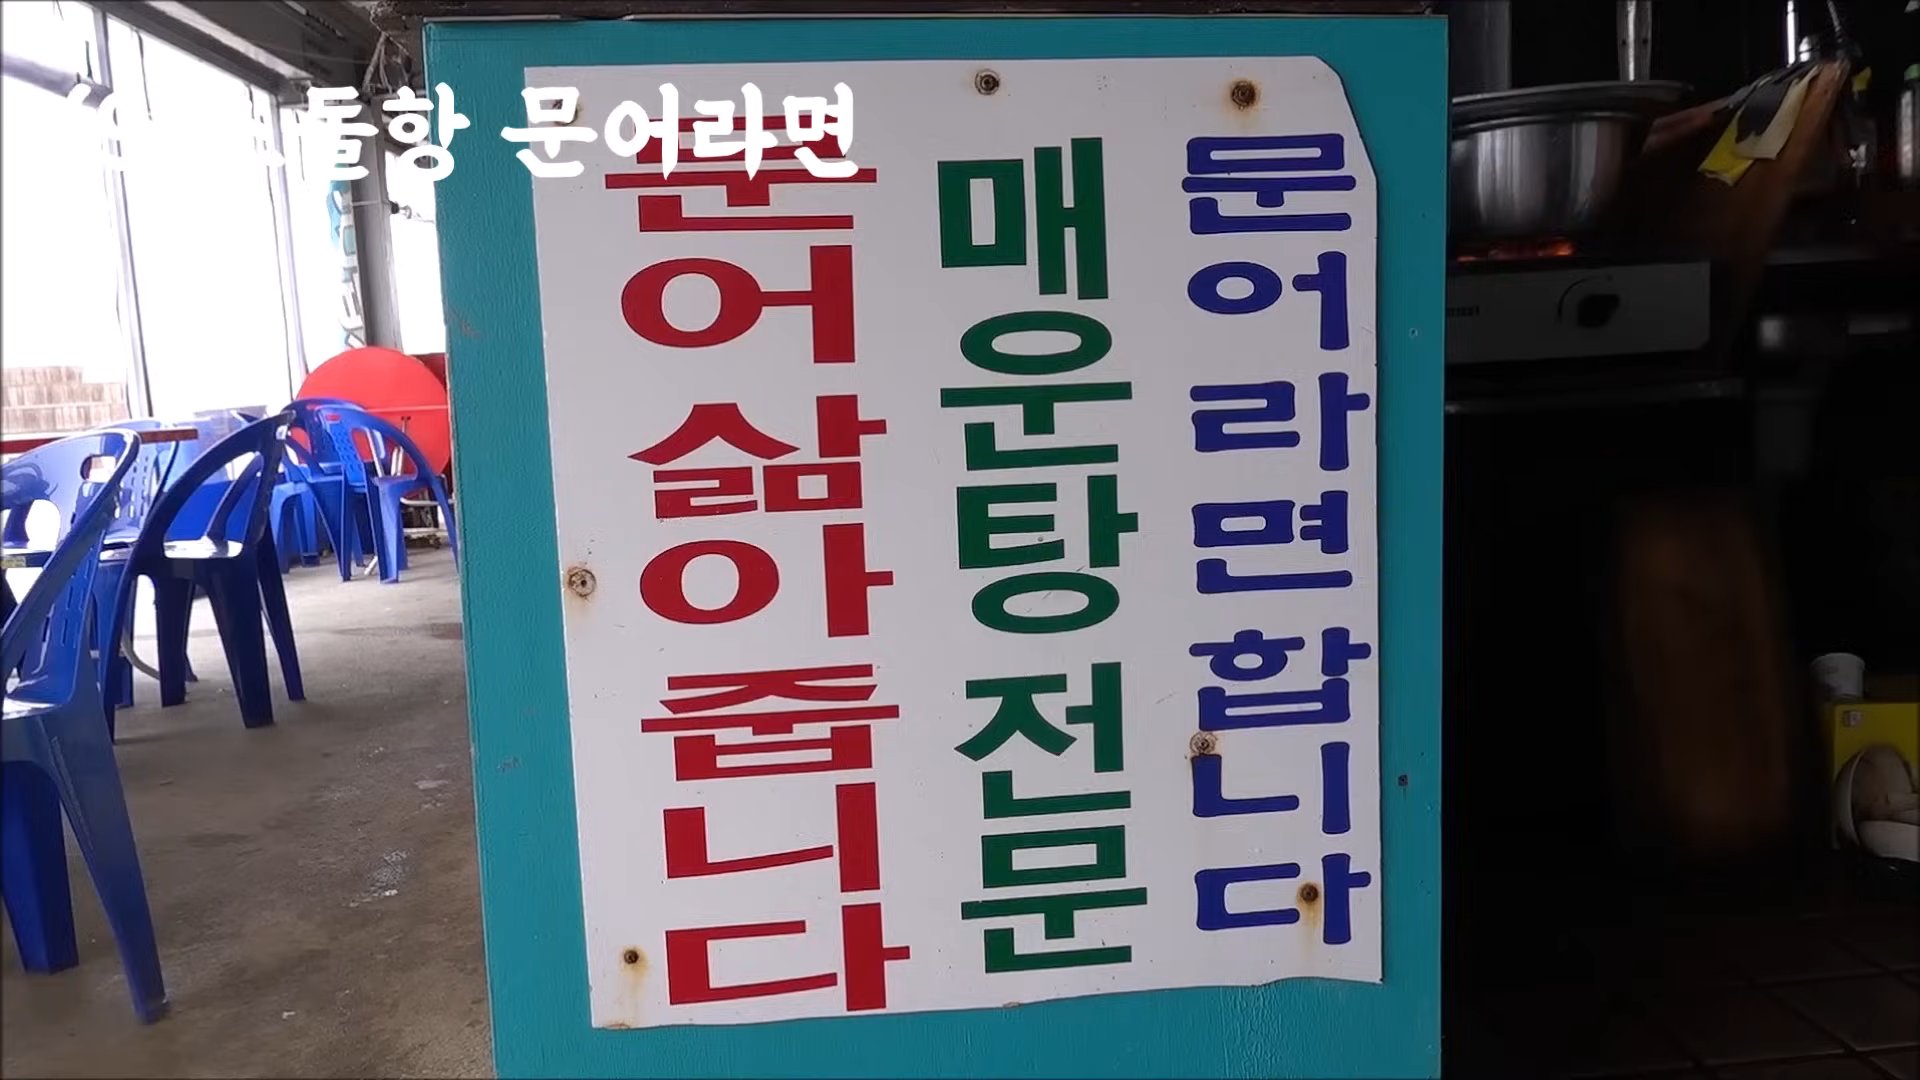 돌항 문어라면
문어 삶아 줍니다
매운탕 전문
문어라면합니다